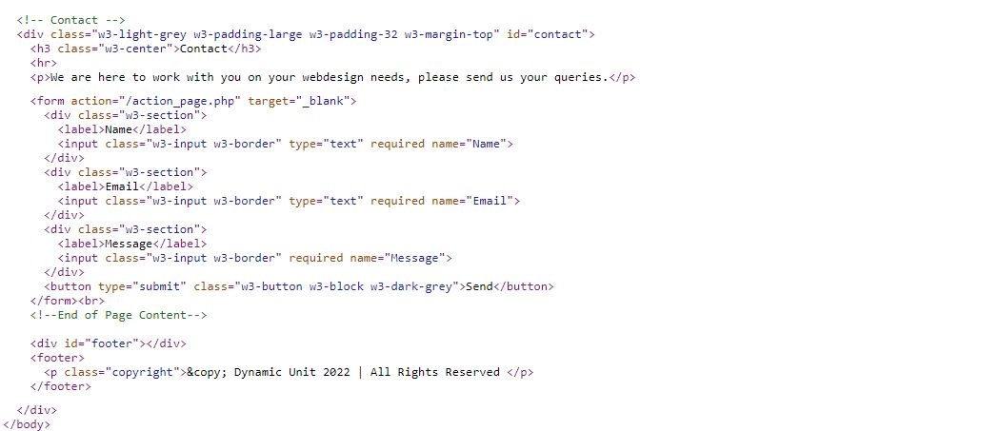 <!-- Contact -->
<div class="w3-light-grey w3-padding-large w3-padding-32 w3-margin-top" id="contact">
<h3 class="w3-center">Contact</h3>
<hr>
<p>We are here to work with you on your webdesign needs, please send us your queries.</p>
<form action="/action_page.php" target="_blank">
<div class="w3-section">
<label>Name</label>
<input class="w3-input w3-border" type="text" required name="Name">
</div>
<div class="w3-section">
<label>Email</label>
<input class="w3-input w3-border" type="text" required name="Email">
</div>
<div class="w3-section">
<label>Message</label>
<input class="w3-input w3-border" required name="Message">
</div>
<button type="submit" class="w3-button w3-block w3-dark-grey">Send</button>
</form><br>
<!--End of Page Content-->
<div id="footer"></div>
<footer>
<p class="copyright">&copy; Dynamic Unit 2022 | All Rights Reserved </p>
</footer>
</div>
</body>